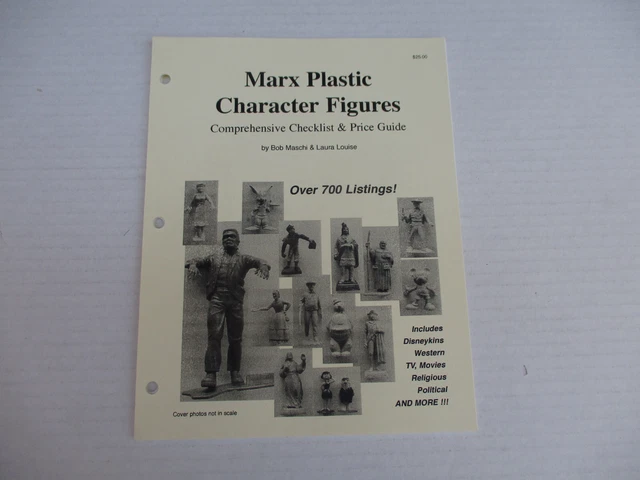 $25.00
Marx Plastic
Character Figures
Comprehensive Checklist & Price Guide
by Bob Maschi & Laura Louise
Over 700 Listings!
Includes
Disneykins
Western
TV, Movies
Religious
Political
AND MORE !!!
Cover photos not in scale